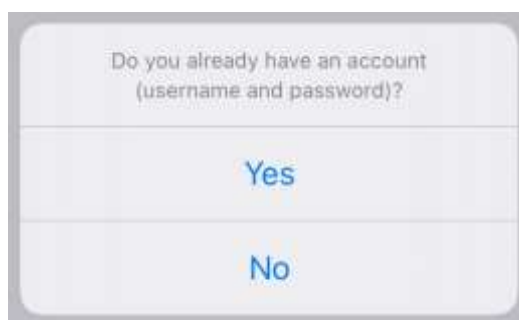 Do you already have an account
(username and password)?
Yes
No